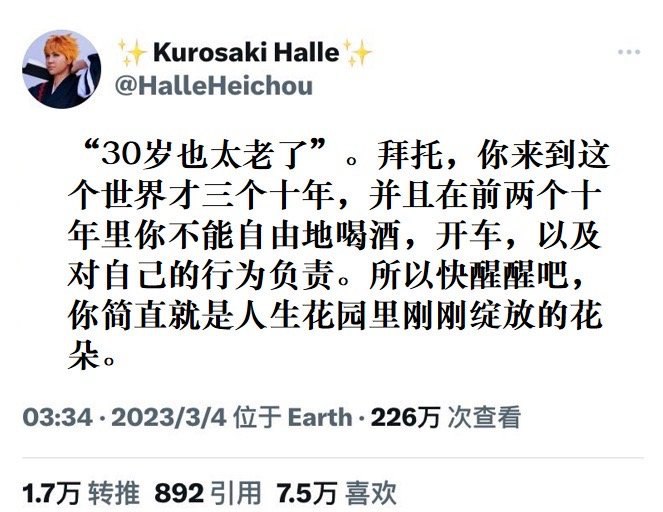 ✨Kurosaki Halle✨
@HalleHeichou
“30岁也太老了”。拜托，你来到这
个世界才三个十年，并且在前两个十
年里你不能自由地喝酒，开车，以及
对自己的行为负责。所以快醒醒吧，
你简直就是人生花园里刚刚绽放的花
朵。
03:34 · 2023/3/4 位于 Earth · 226万 次查看
1.7万 转推 892 引用 7.5万 喜欢